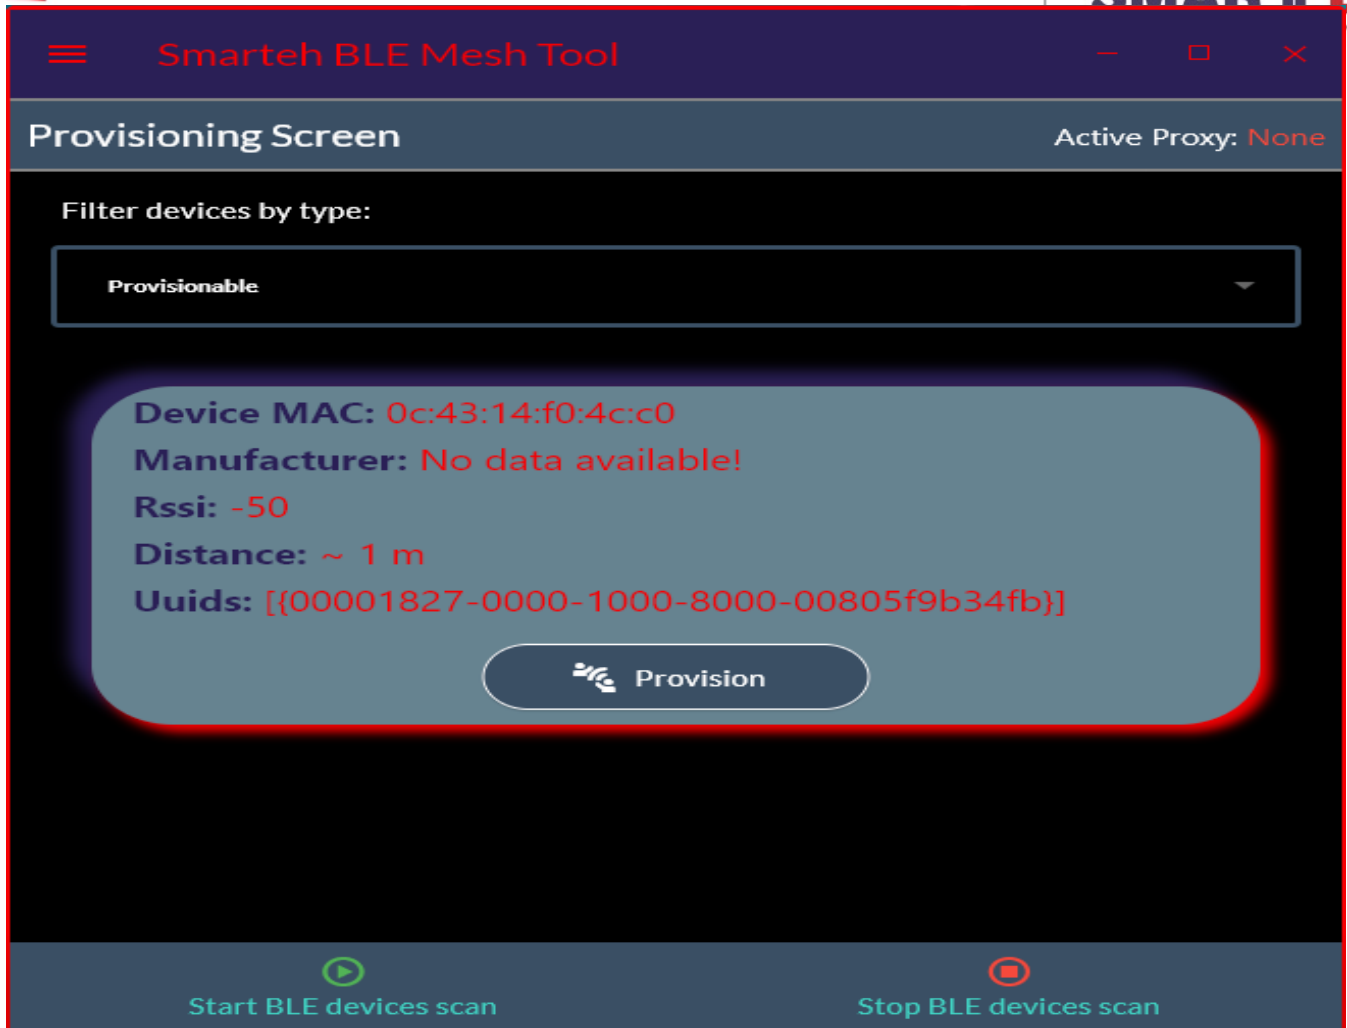 Smarteh BLE Mesh Tool
Provisioning Screen
Active Proxy: None
Filter devices by type:
Provisionable
Device MAC: 0c:43:14:f0:4c:c0
Manufacturer: No data available!
Rssi: -50
Distance: ~ 1 m
Uuids: [{00001827-0000-1000-8000-00805f9b34fb}]
Provision
Start BLE devices scan
Stop BLE devices scan